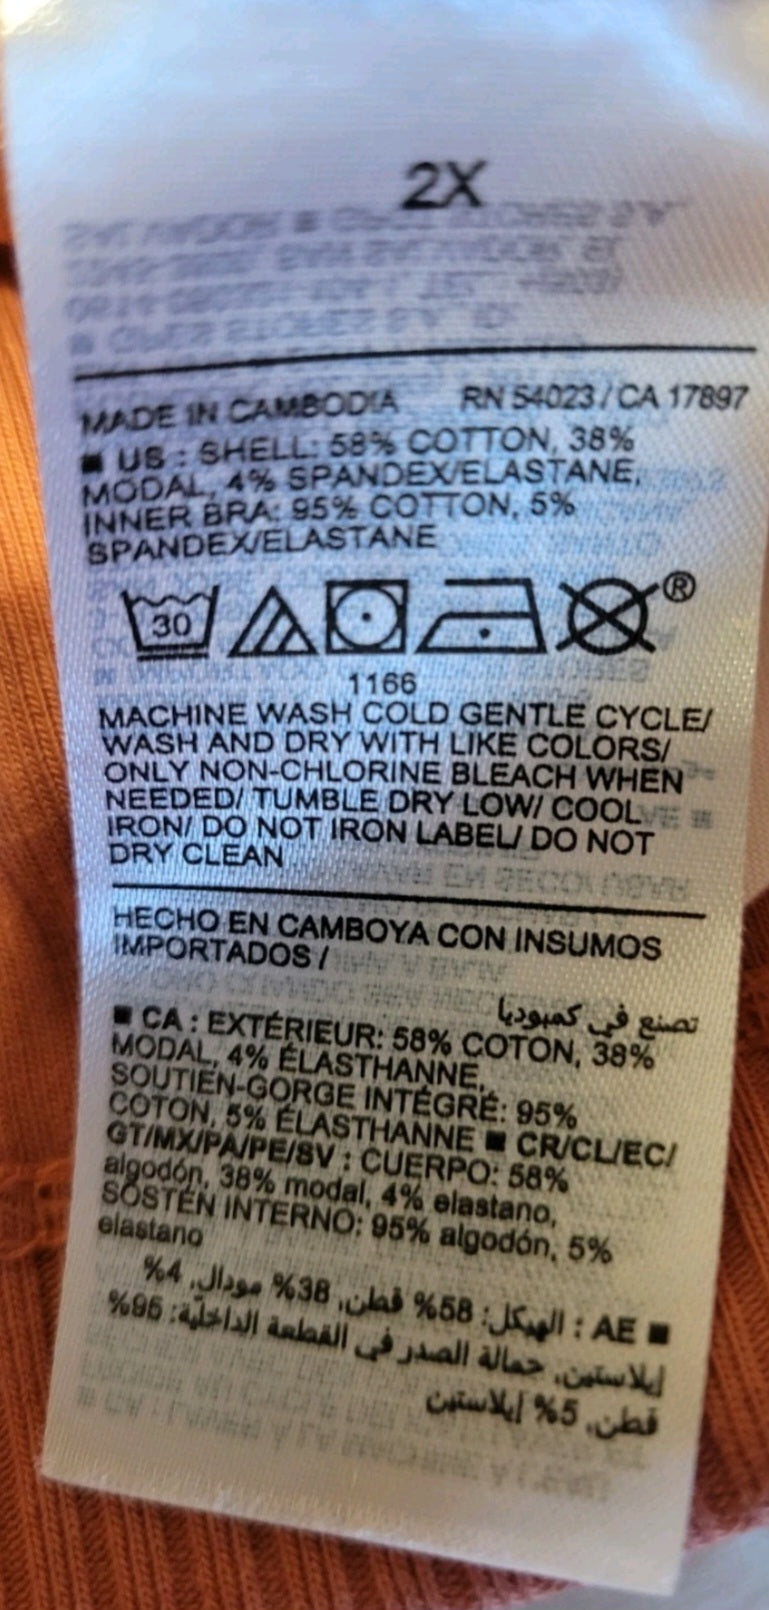 2X
MADE IN CAMBODIA RN 54023 / CA 17897
■ US : SHELL: 58% COTTON, 38%
MODAL, 4% SPANDEX/ELASTANE,
INNER BRA: 95% COTTON, 5%
SPANDEX/ELASTANE
30 ®
1166
MACHINE WASH COLD GENTLE CYCLE/
WASH AND DRY WITH LIKE COLORS/
ONLY NON-CHLORINE BLEACH WHEN
NEEDED/ TUMBLE DRY LOW/ COOL
IRON/ DO NOT IRON LABEL/ DO NOT
DRY CLEAN
HECHO EN CAMBOYA CON INSUMOS
IMPORTADOS /
تصنع في كمبوديا
■ CA : EXTÉRIEUR: 58% COTON, 38%
MODAL, 4% ÉLASTHANNE,
SOUTIEN-GORGE INTÉGRÉ: 95%
COTON, 5% ÉLASTHANNE ■ CR/CL/EC/
GT/MX/PA/PE/SV : CUERPO: 58%
algodón, 38% modal, 4% elastano,
SOSTÉN INTERNO: 95% algodón, 5%
elastano
■ AE : الهيكل: 58% قطن, 38% مودال, 4%
إيلاستين, حمالة الصدر في القطعة الداخلية: 95%
قطن, 5% إيلاستين